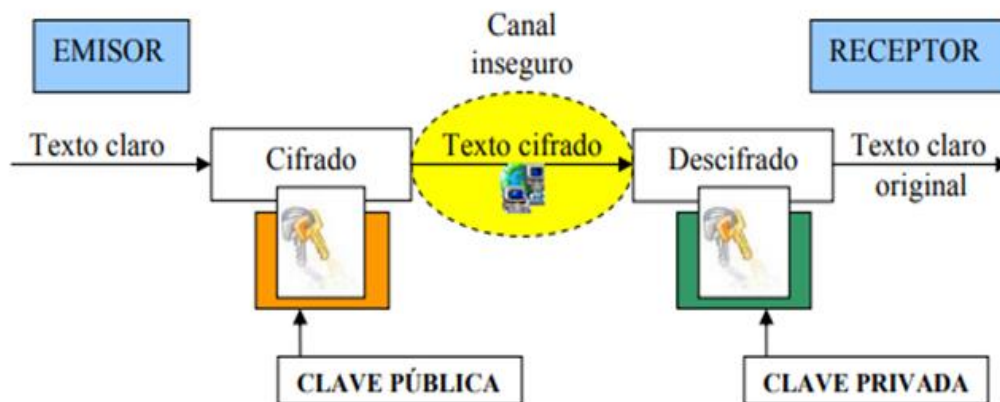 EMISOR
Canal
inseguro
RECEPTOR
Texto claro
Cifrado
Texto cifrado
Descifrado
Texto claro
original
CLAVE PÚBLICA
CLAVE PRIVADA